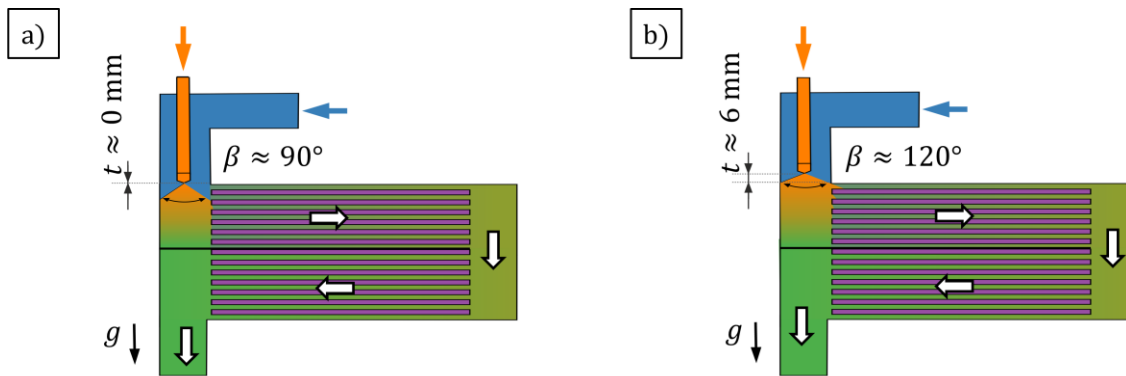 a)
t ≈ 0 mm
β ≈ 90°
g
b)
t ≈ 6 mm
β ≈ 120°
g